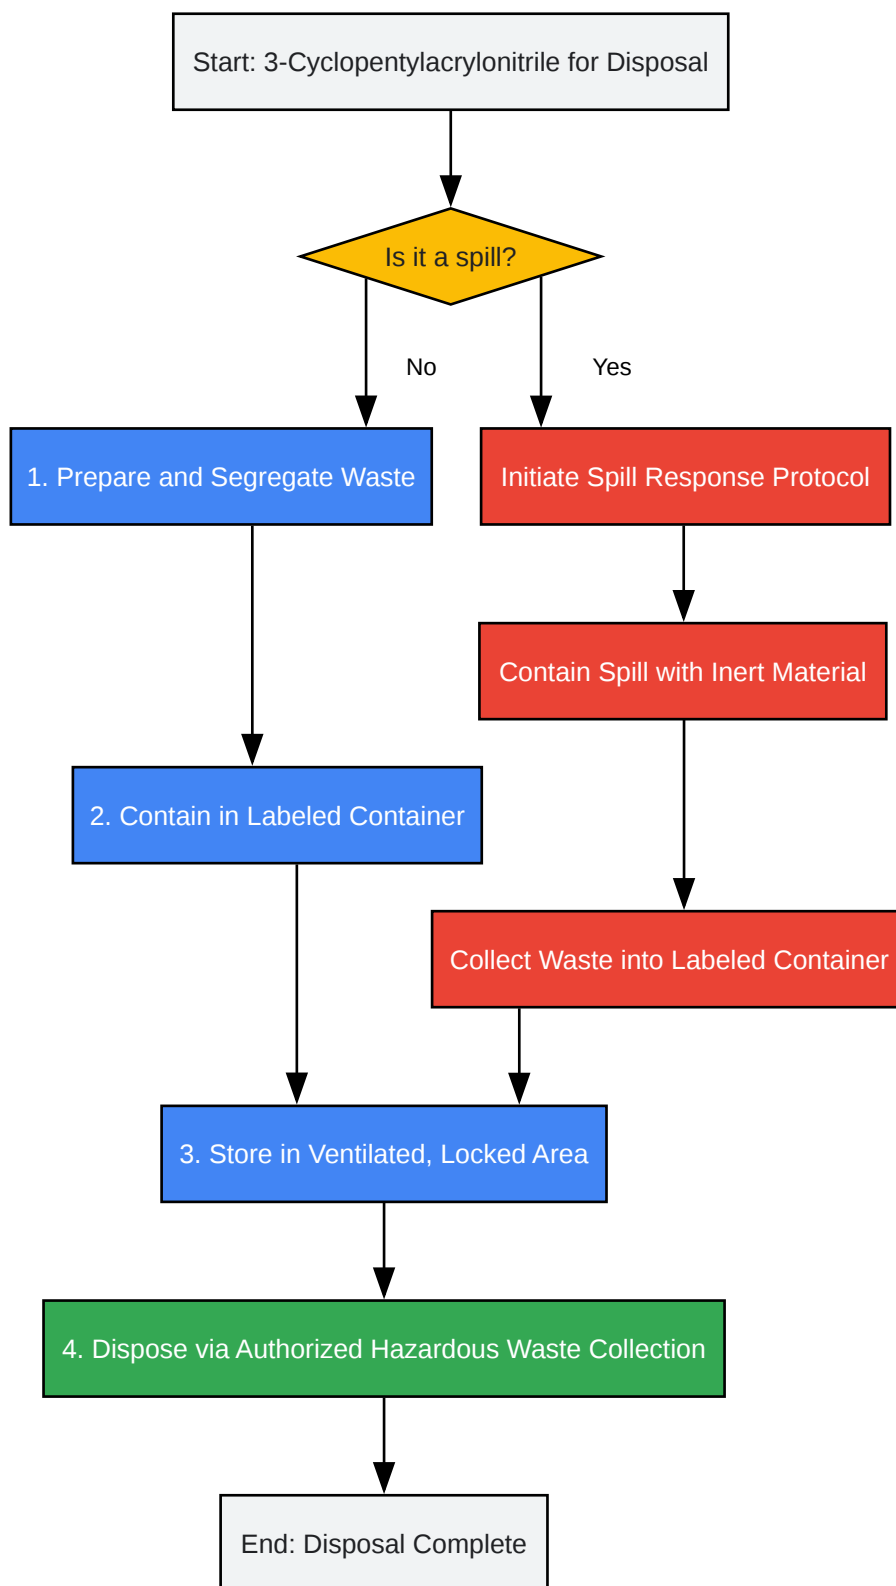 Start: 3-Cyclopentylacrylonitrile for Disposal
Is it a spill?
No
Yes
1. Prepare and Segregate Waste
Initiate Spill Response Protocol
Contain Spill with Inert Material
2. Contain in Labeled Container
Collect Waste into Labeled Container
3. Store in Ventilated, Locked Area
4. Dispose via Authorized Hazardous Waste Collection
End: Disposal Complete